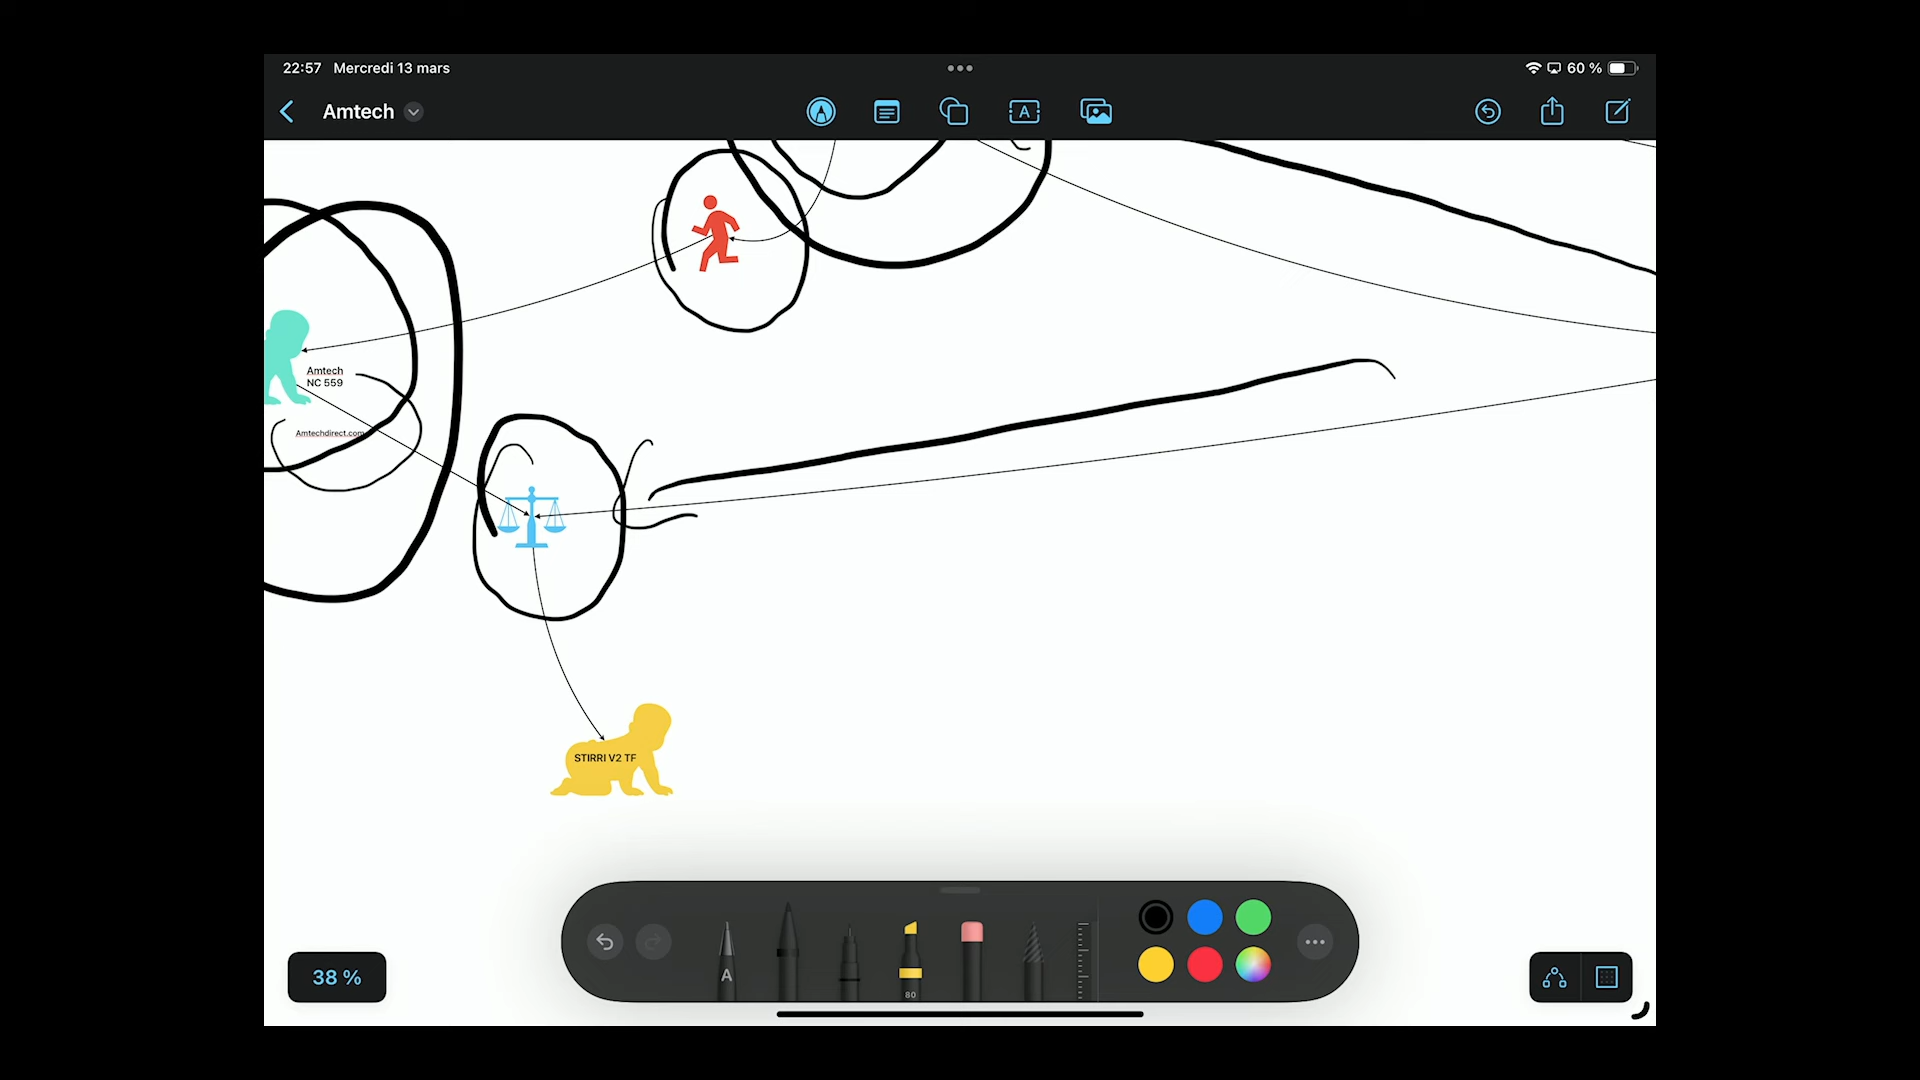 22:57 Mercredi 13 mars
60 %
Amtech
A
Amtech
NC 559
Amtechdirect.com
STIRRI V2 TF
A
80
38 %